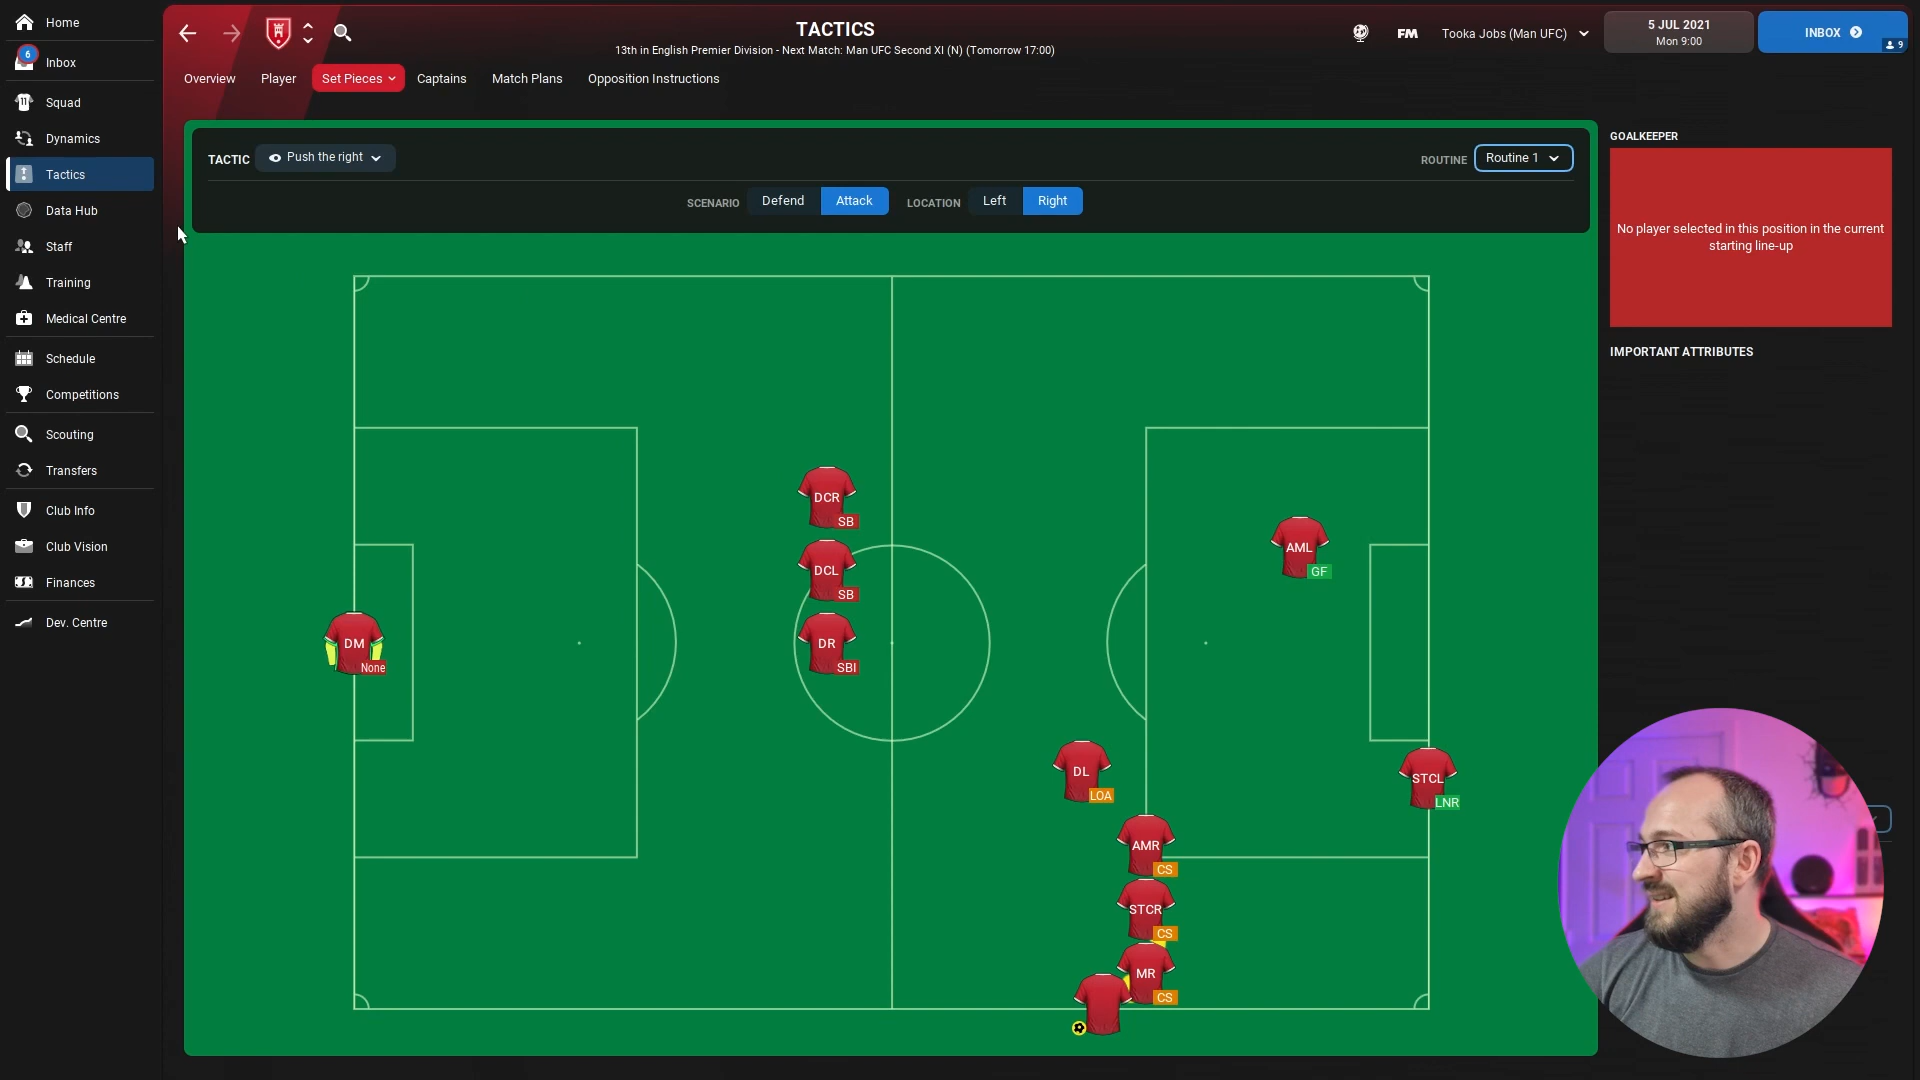 Home
6
Inbox
Squad
Dynamics
Tactics
Data Hub
Staff
Training
Medical Centre
Schedule
Competitions
Scouting
Transfers
Club Info
Club Vision
Finances
Dev. Centre
TACTICS
13th in English Premier Division - Next Match: Man UFC Second XI (N) (Tomorrow 17:00)
FM
Tooka Jobs (Man UFC)
5 JUL 2021
Mon 9:00
INBOX
9
Overview
Player
Set Pieces
Captains
Match Plans
Opposition Instructions
TACTIC
Push the right
ROUTINE
Routine 1
SCENARIO
Defend
Attack
LOCATION
Left
Right
GOALKEEPER
No player selected in this position in the current
starting line-up
IMPORTANT ATTRIBUTES
DCR
SB
AML
GF
DCL
SB
DM
None
DR
SBI
DL
LOA
STCL
LNR
AMR
CS
STCR
CS
MR
CS